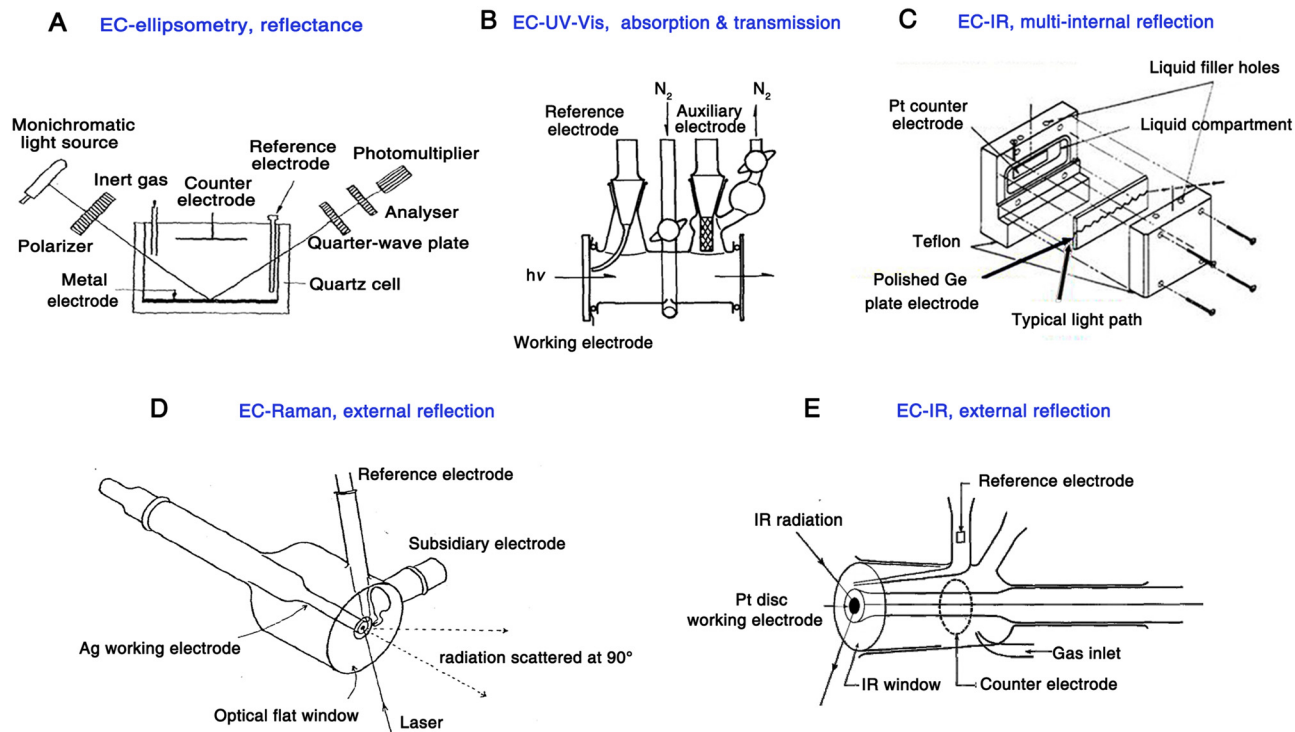 A EC-ellipsometry, reflectance
Monichromatic
light source
Inert gas
Counter
electrode
Reference
electrode
Photomultiplier
Analyser
Quarter-wave plate
Polarizer
Metal
electrode
Quartz cell
B EC-UV-Vis, absorption & transmission
N2
N2
Reference
electrode
Auxiliary
electrode
hν
Working electrode
C EC-IR, multi-internal reflection
Liquid filler holes
Pt counter
electrode
Liquid compartment
Teflon
Polished Ge
plate electrode
Typical light path
D EC-Raman, external reflection
Reference electrode
Subsidiary electrode
Ag working electrode
radiation scattered at 90°
Optical flat window
Laser
E EC-IR, external reflection
Reference electrode
IR radiation
Pt disc
working electrode
Gas inlet
IR window
Counter electrode